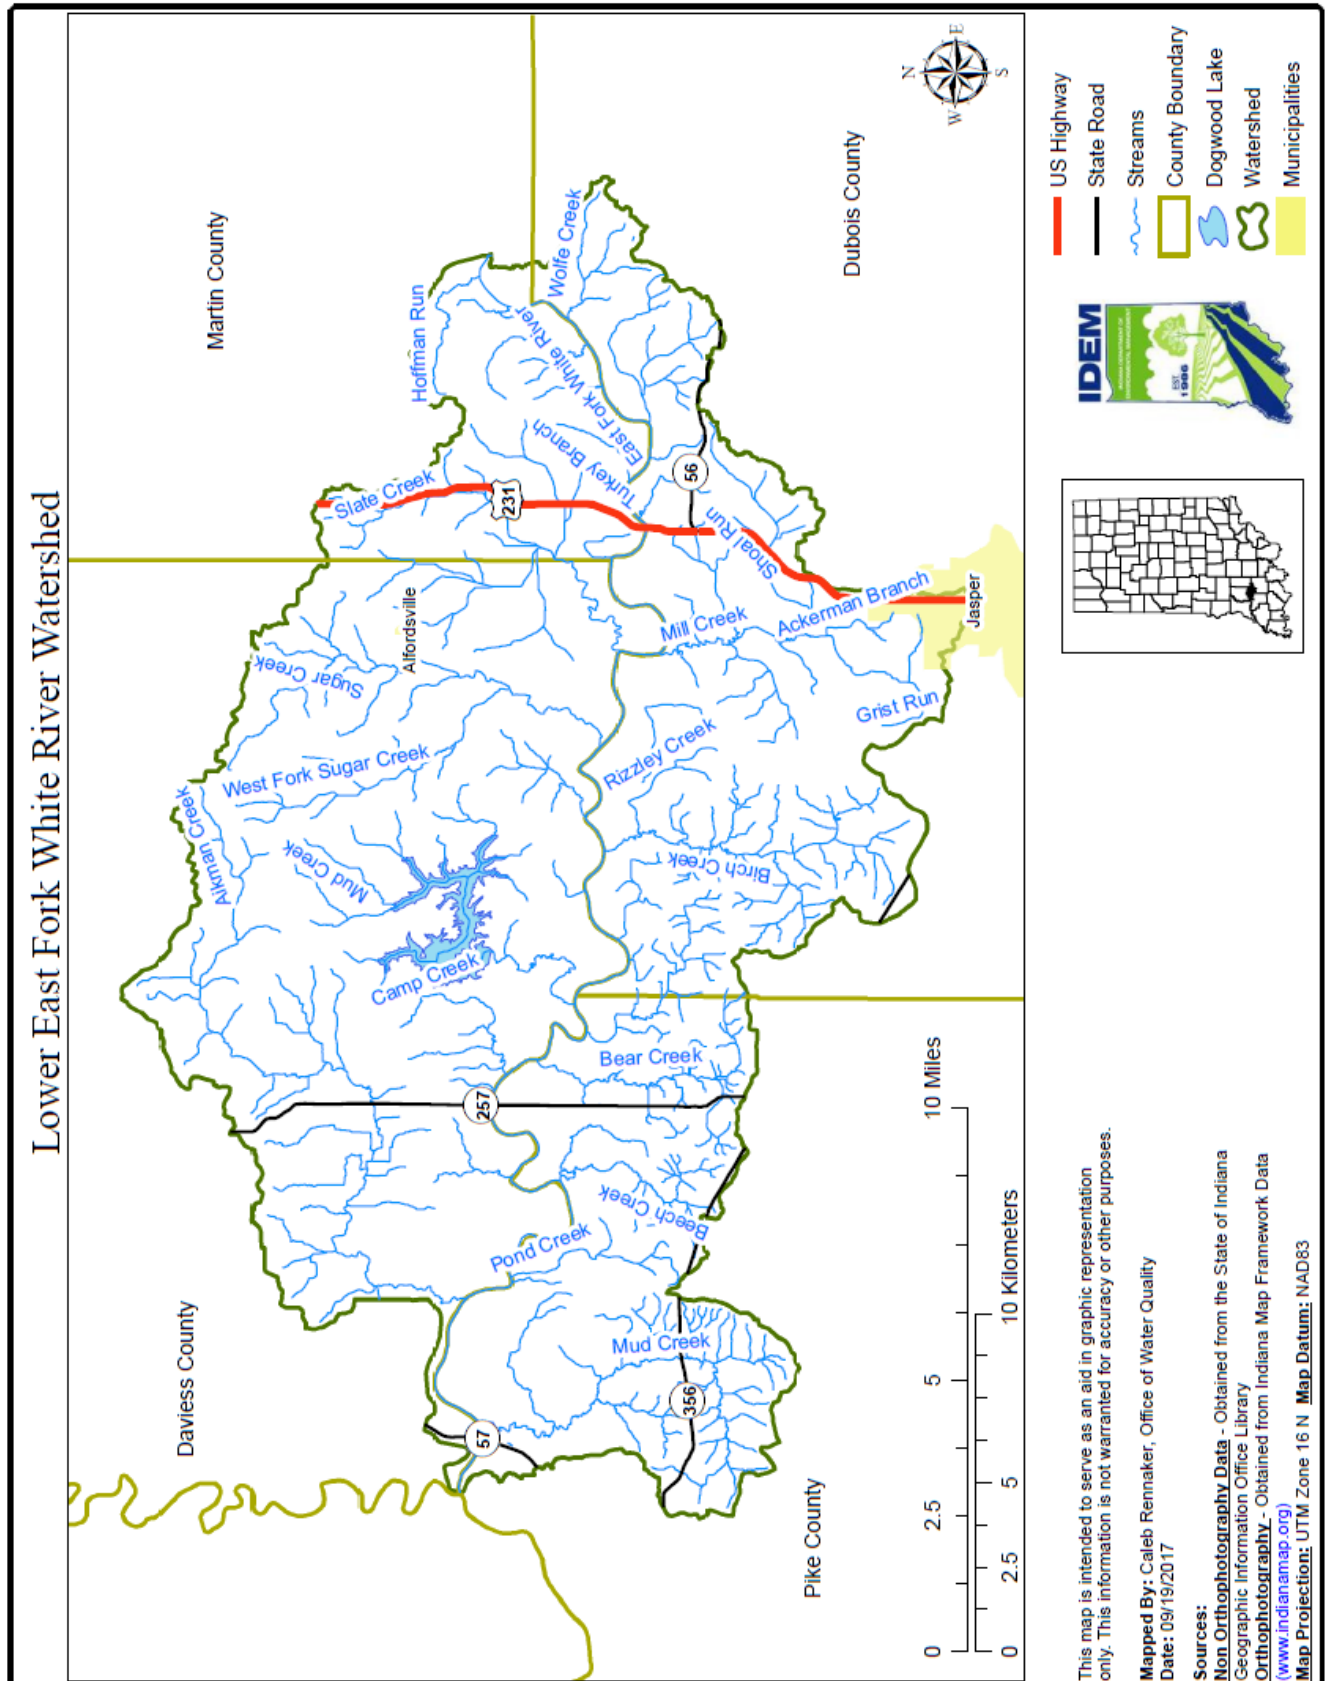 Lower East Fork White River Watershed
Martin County
Daviess County
Dubois County
Pike County
Hoffman Run
Wolfe Creek
East Fork White River
Turkey Branch
Slate Creek
231
56
Shoal Run
Ackerman Branch
Jasper
Mill Creek
Alfordsville
Sugar Creek
West Fork Sugar Creek
Aikman Creek
Mud Creek
Camp Creek
Rizzley Creek
Grist Run
Birch Creek
Bear Creek
257
Beech Creek
Pond Creek
Mud Creek
356
57
N
E
S
W
0 2.5 5 10 Miles
0 2.5 5 10 Kilometers
US Highway
State Road
Streams
County Boundary
Dogwood Lake
Watershed
Municipalities
IDEM
INDIANA DEPARTMENT OF
ENVIRONMENTAL MANAGEMENT
EST.
1986
This map is intended to serve as an aid in graphic representation
only. This information is not warranted for accuracy or other purposes.
Mapped By: Caleb Rennaker, Office of Water Quality
Date: 09/19/2017
Sources:
Non Orthophotography Data - Obtained from the State of Indiana
Geographic Information Office Library
Orthophotography - Obtained from Indiana Map Framework Data
(www.indianamap.org)
Map Projection: UTM Zone 16 N Map Datum: NAD83